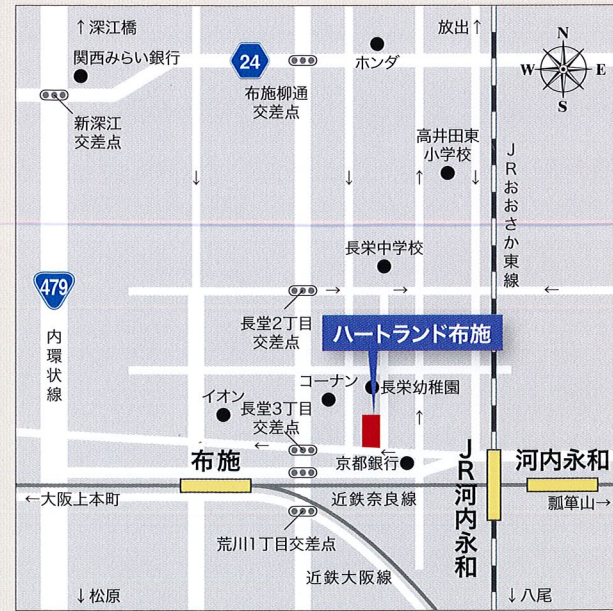 ↑深江橋
放出↑
N
W
E
S
関西みらい銀行
24
ホンダ
布施柳通
交差点
新深江
交差点
高井田東
小学校
JRおおさか東線
長栄中学校
479
内環状線
長堂2丁目
交差点
ハートランド布施
コーナン
長栄幼稚園
イオン
長堂3丁目
交差点
布施
京都銀行
JR河内永和
河内永和
←大阪上本町
近鉄奈良線
瓢箪山→
荒川1丁目交差点
近鉄大阪線
↓松原
↓八尾